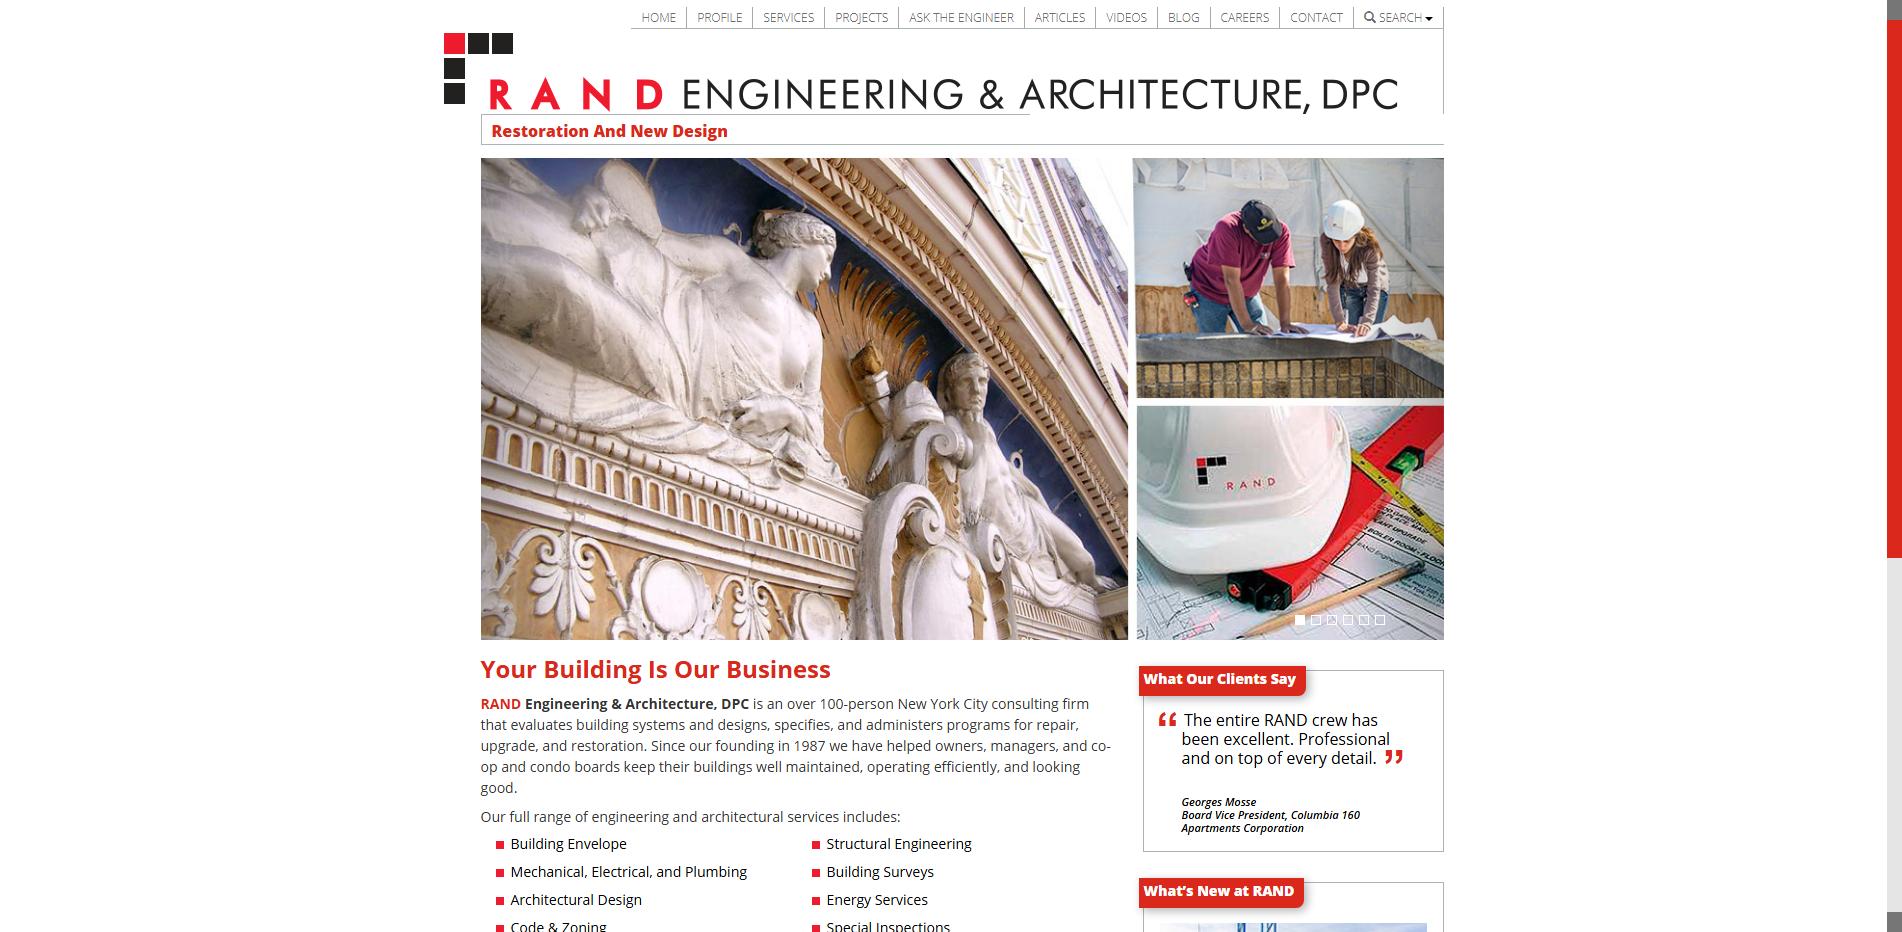 HOME PROFILE SERVICES PROJECTS ASK THE ENGINEER ARTICLES VIDEOS BLOG CAREERS CONTACT SEARCH
RAND ENGINEERING & ARCHITECTURE, DPC
Restoration And New Design
RAND
PLANT UPGRADE
BOILER ROOM
Your Building Is Our Business
RAND Engineering & Architecture, DPC is an over 100-person New York City consulting firm
that evaluates building systems and designs, specifies, and administers programs for repair,
upgrade, and restoration. Since our founding in 1987 we have helped owners, managers, and co-
op and condo boards keep their buildings well maintained, operating efficiently, and looking
good.
Our full range of engineering and architectural services includes:
Building Envelope
Mechanical, Electrical, and Plumbing
Architectural Design
Code & Zoning
Structural Engineering
Building Surveys
Energy Services
Special Inspections
What Our Clients Say
“ The entire RAND crew has
been excellent. Professional
and on top of every detail. ”
Georges Mosse
Board Vice President, Columbia 160
Apartments Corporation
What's New at RAND